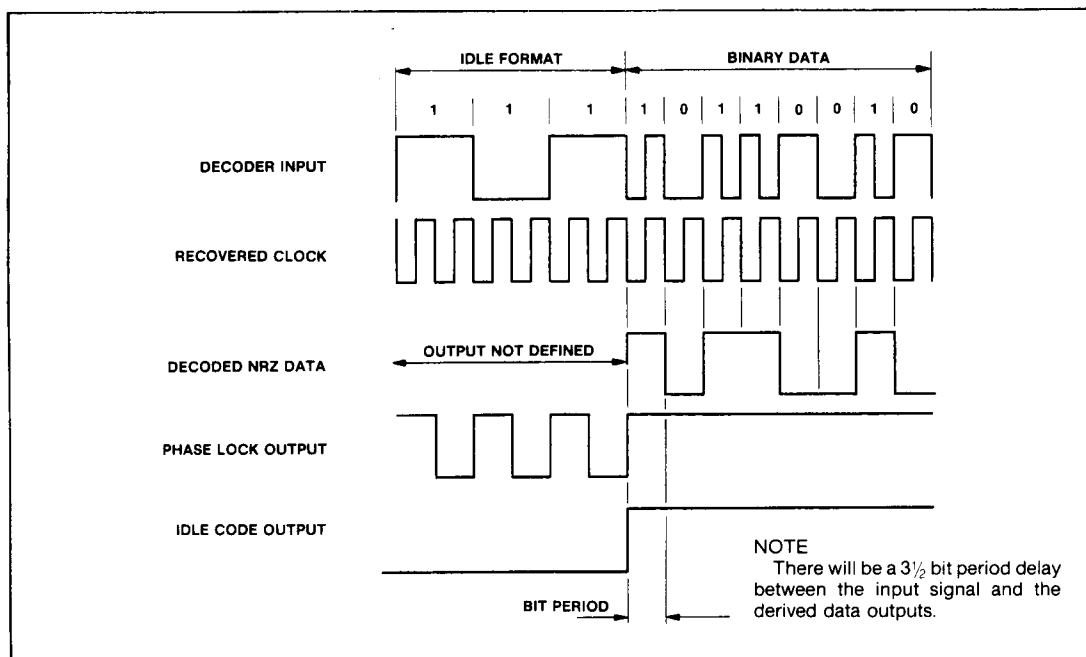 IDLE FORMAT BINARY DATA
1 1 1 1 0 1 1 0 0 1 0
DECODER INPUT
RECOVERED CLOCK
DECODED NRZ DATA
OUTPUT NOT DEFINED
PHASE LOCK OUTPUT
IDLE CODE OUTPUT
BIT PERIOD
NOTE
There will be a 3½ bit period delay
between the input signal and the
derived data outputs.